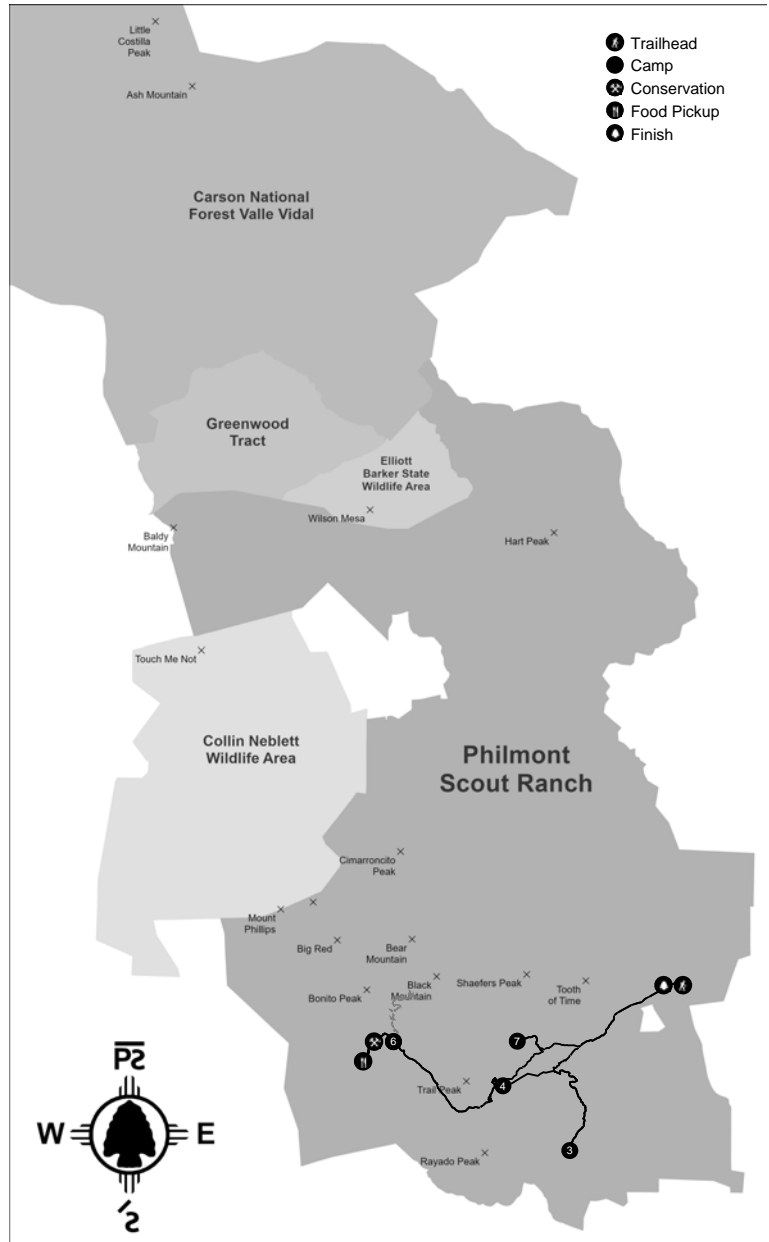 Little
Costilla
Peak
Ash Mountain
Trailhead
Camp
Conservation
Food Pickup
Finish
Carson National
Forest Valle Vidal
Greenwood
Tract
Elliott
Barker State
Wildlife Area
Wilson Mesa
Baldy
Mountain
Hart Peak
Touch Me Not
Collin Neblett
Wildlife Area
Philmont
Scout Ranch
Cimarroncito
Peak
Mount
Phillips
Big Red
Bear
Mountain
Black
Mountain
Shaefers Peak
Tooth
of Time
Bonito Peak
6
7
Trail Peak
4
3
Rayado Peak
W
E